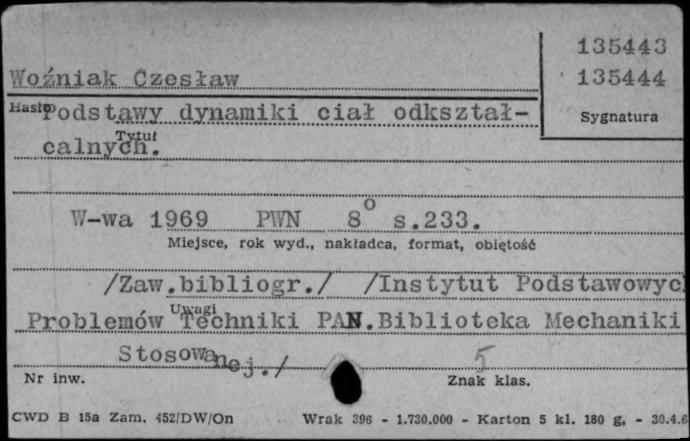 135443
Woźniak Czesław 135444
Hasło Podstawy dynamiki ciał odkształ-
Sygnatura
Tytuł
calnych.
W-wa 1969 PWN 8° s.233.
Miejsce, rok wyd., nakładca, format, objętość
/Zaw.bibliogr./ /Instytut Podstawowyc
Uwagi
Problemów Techniki PAN.Biblioteka Mechaniki
Stosowanej./ 5
Nr inw. Znak klas.
CWD B 15a Zam. 452/DW/On Wrak 396 - 1.730.000 - Karton 5 kl. 180 g. - 30.4.6